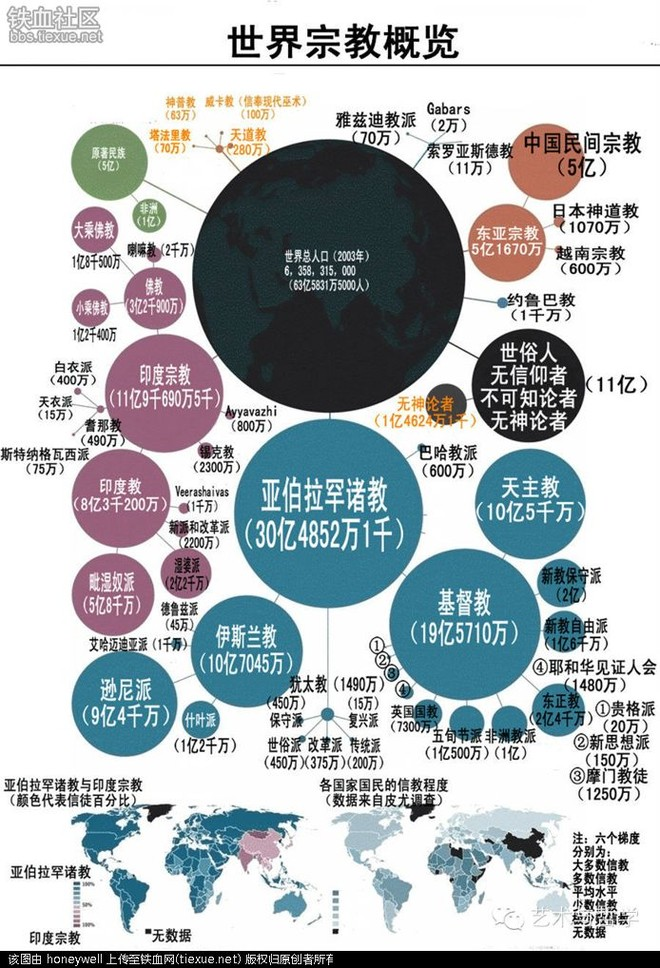 铁血社区
bbs.tiexue.net
世界宗教概览
神普教
(63万)
威卡教(信奉现代巫术)
(100万)
塔法里教
(70万)
天道教
(280万)
雅兹迪教派
(70万)
Gabars
(2万)
索罗亚斯德教
(11万)
中国民间宗教
(5亿)
原著民族
(5亿)
非洲
(1亿)
大乘佛教
1亿8千500万
喇嘛教(2千万)
佛教
(3亿2千900万)
小乘佛教
1亿2千400万
世界总人口(2003年)
6, 358, 315, 000
(63亿5831万5000人)
东亚宗教
5亿1670万
日本神道教
(1070万)
越南宗教
(600万)
约鲁巴教
(1千万)
世俗人
无信仰者
不可知论者
无神论者
(11亿)
无神论者
(1亿4624万1千)
白衣派
(400万)
天衣派
(15万)
耆那教
(490万)
斯特纳格瓦西派
(75万)
印度宗教
(11亿9千690万5千)
Ayyavazhi
(800万)
锡克教
(2300万)
巴哈教派
(600万)
亚伯拉罕诸教
(30亿4852万1千)
天主教
(10亿5千万)
印度教
(8亿3千200万)
Veerashaivas
(1千万)
新派和改革派
(2200万)
湿婆派
(2亿2千万)
毗湿奴派
(5亿8千万)
德鲁兹派
(45万)
艾哈迈迪亚派(1千万)
基督教
(19亿5710万)
新教保守派
(2亿)
新教自由派
(1亿6千万)
④耶和华见证人会
(1480万)
伊斯兰教
(10亿7045万)
逊尼派
(9亿4千万)
什叶派
(1亿2千万)
犹太教(1490万)
(450万)
保守派
(15万)
复兴派
世俗派
(450万)
改革派
(375万)
传统派
(200万)
①
②
③
④
英国国教
(7300万)
五旬节派
(1亿500万)
非洲教派
(1亿)
东正教
(2亿4千万)
①贵格派
(20万)
②新思想派
(150万)
③摩门教徒
(1250万)
亚伯拉罕诸教与印度宗教
(颜色代表信徒百分比)
各国家国民的信教程度
(数据来自皮尤调查)
亚伯拉罕诸教
100%
100%
印度宗教
■无数据
注: 六个梯度
分别为:
大多数信教
多数信教
平均水平
少数信教
无数据
该图由 honeywell 上传至铁血网(tiexue.net) 版权归原创者所有